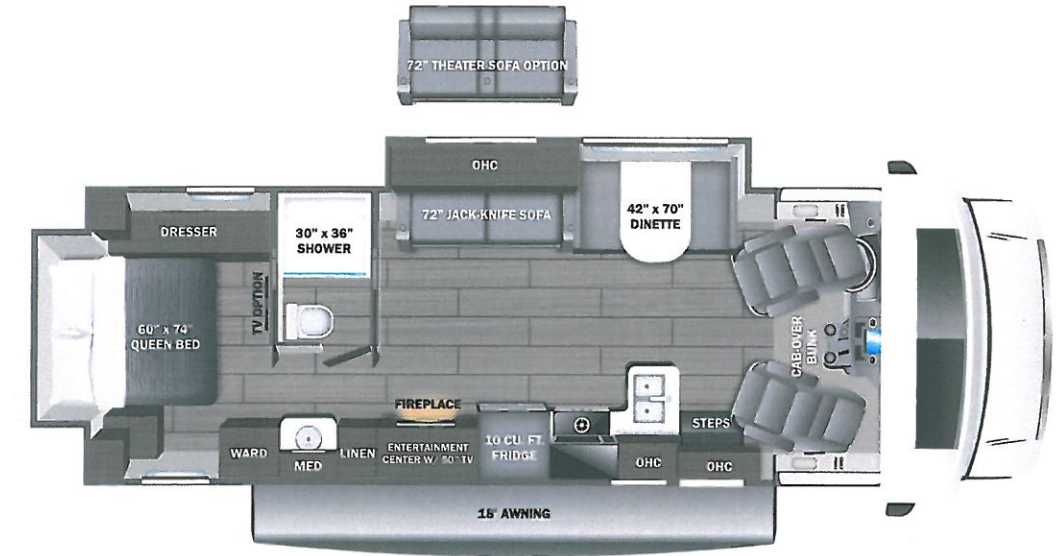 72" THEATER SOFA OPTION
OHC
72" JACK-KNIFE SOFA
42" x 70"
DINETTE
DRESSER
30" x 36"
SHOWER
TV OPTION
60" x 74"
QUEEN BED
CAB-OVER
BUNK
FIREPLACE
WARD
MED
LINEN
ENTERTAINMENT
CENTER W/ 50" TV
10 CU. FT.
FRIDGE
STEPS
OHC
OHC
18' AWNING